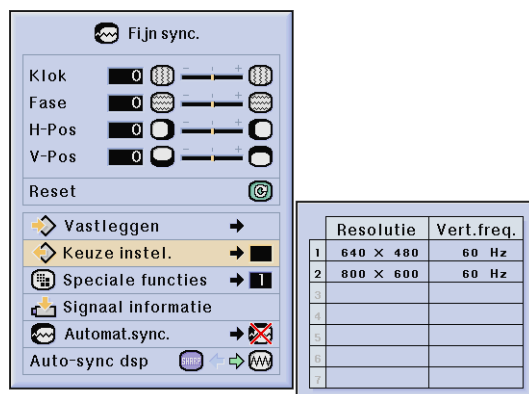 Fijn sync.
Klok 0 - +
Fase 0 - +
H-Pos 0 - +
V-Pos 0 - +
Reset
Vastleggen
Keuze instel.
Speciale functies 1
Signaal informatie
Automat.sync.
Auto-sync dsp SHARP
Resolutie Vert.freq.
1 640 × 480 60 Hz
2 800 × 600 60 Hz
3
4
5
6
7